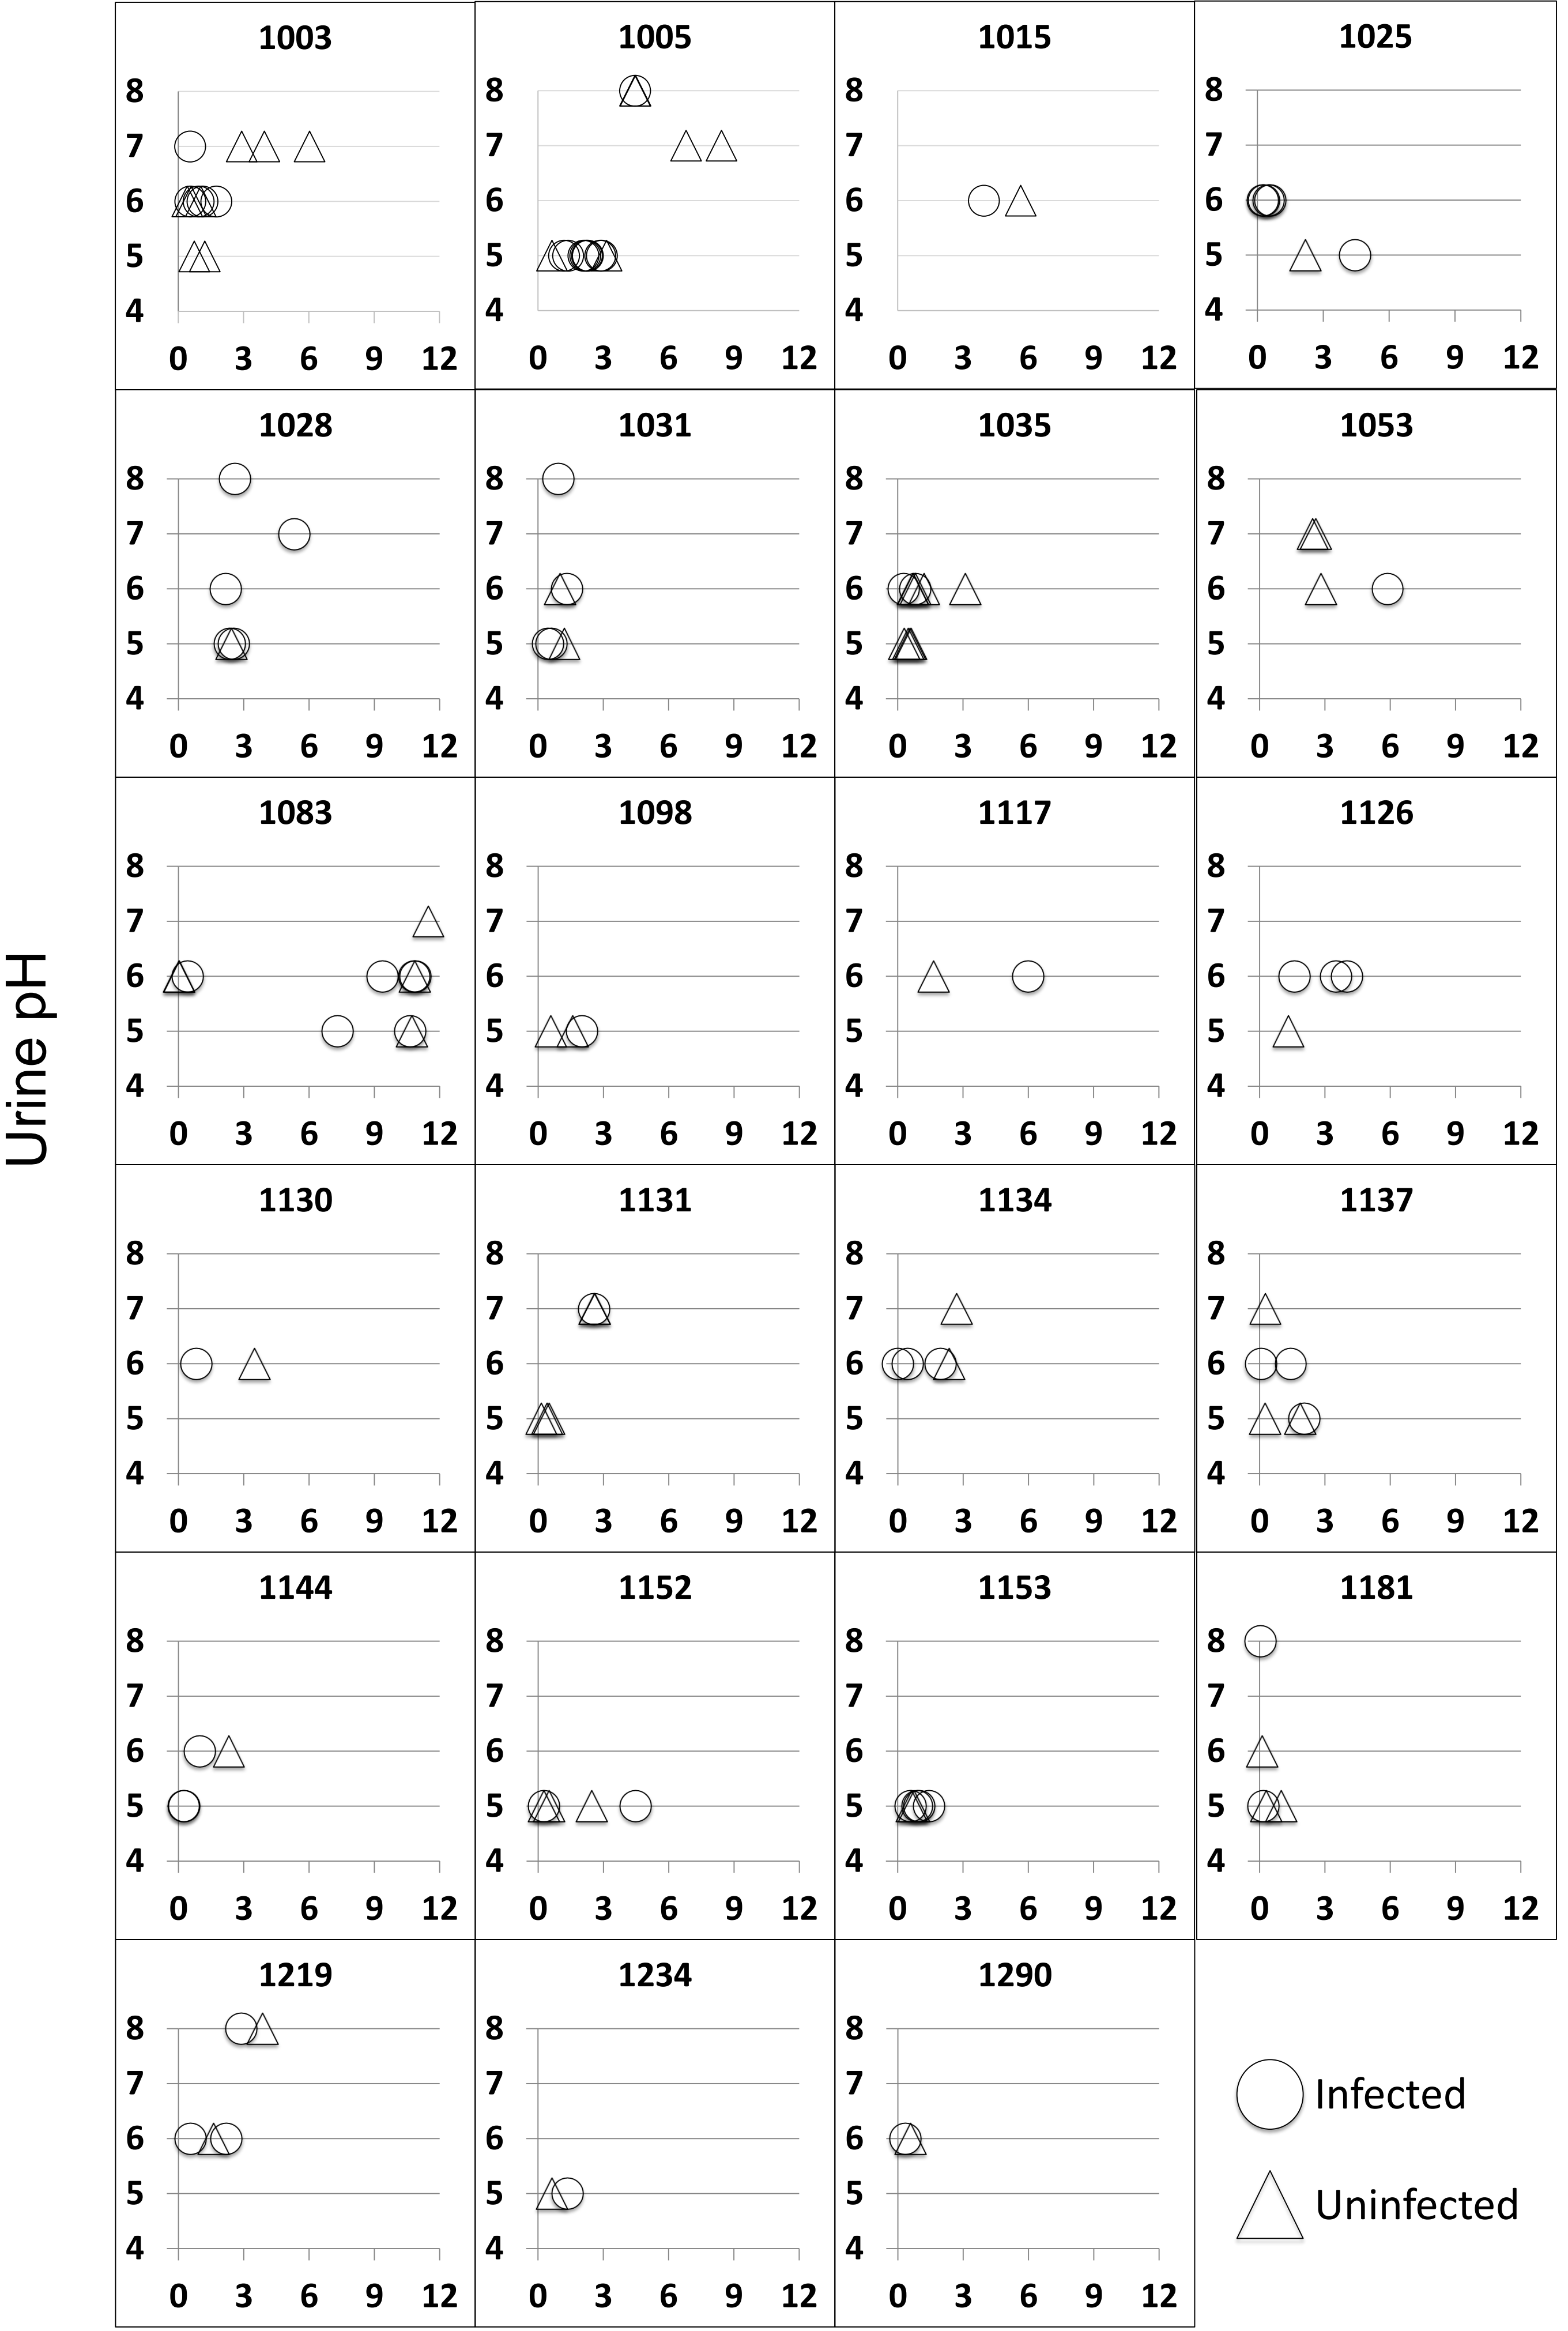 1003 1005 1015 1025
8 8 8 8
7 7 7 7
6 6 6 6
5 5 5 5
4 4 4 4
0 3 6 9 12 0 3 6 9 12 0 3 6 9 12 0 3 6 9 12
1028 1031 1035 1053
8 8 8 8
7 7 7 7
6 6 6 6
5 5 5 5
4 4 4 4
0 3 6 9 12 0 3 6 9 12 0 3 6 9 12 0 3 6 9 12
1083 1098 1117 1126
8 8 8 8
7 7 7 7
6 6 6 6
5 5 5 5
4 4 4 4
0 3 6 9 12 0 3 6 9 12 0 3 6 9 12 0 3 6 9 12
Urine pH
1130 1131 1134 1137
8 8 8 8
7 7 7 7
6 6 6 6
5 5 5 5
4 4 4 4
0 3 6 9 12 0 3 6 9 12 0 3 6 9 12 0 3 6 9 12
1144 1152 1153 1181
8 8 8 8
7 7 7 7
6 6 6 6
5 5 5 5
4 4 4 4
0 3 6 9 12 0 3 6 9 12 0 3 6 9 12 0 3 6 9 12
1219 1234 1290
8 8 8
7 7 7
6 6 6
5 5 5
4 4 4
0 3 6 9 12 0 3 6 9 12 0 3 6 9 12
Infected
Uninfected